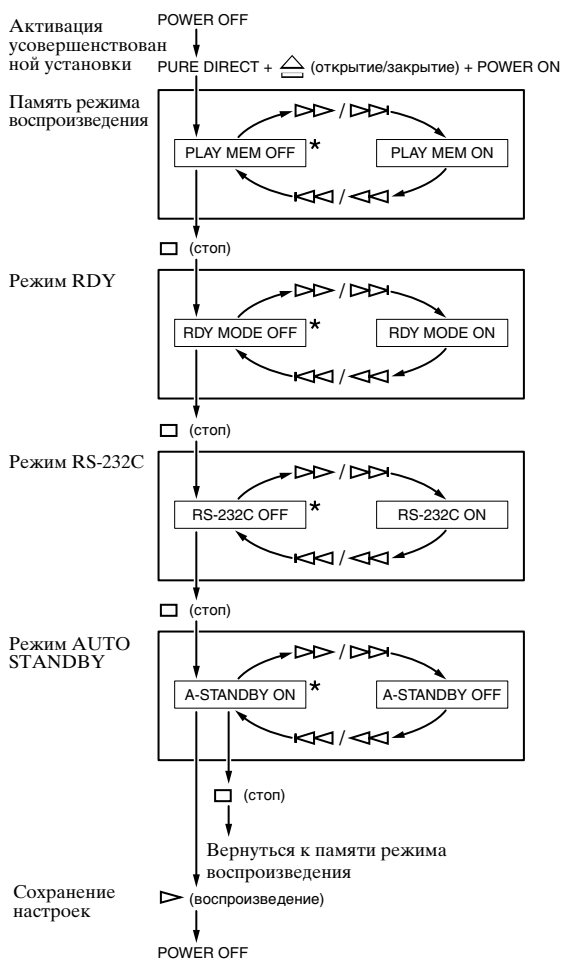 POWER OFF
Активация
усовершенствован
ной установки
PURE DIRECT + (открытие/закрытие) + POWER ON
Память режима
воспроизведения
/
PLAY MEM OFF * PLAY MEM ON
/
(стоп)
Режим RDY
/
RDY MODE OFF * RDY MODE ON
/
(стоп)
Режим RS-232C
/
RS-232C OFF * RS-232C ON
/
(стоп)
Режим AUTO
STANDBY
/
A-STANDBY ON * A-STANDBY OFF
/
(стоп)
Вернуться к памяти режима
воспроизведения
Сохранение
настроек
(воспроизведение)
POWER OFF